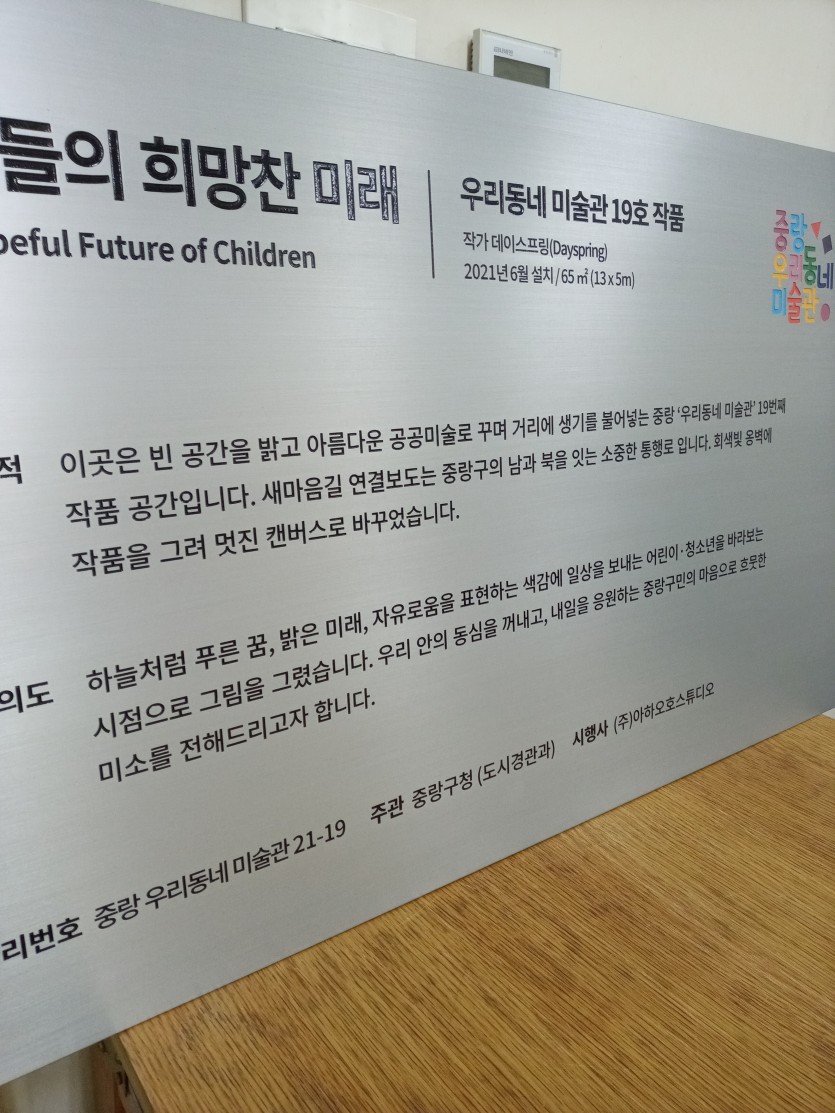 들의 희망찬 미래
peful Future of Children
우리동네 미술관 19호 작품
작가 데이스프링(Dayspring)
2021년 6월 설치 / 65 ㎡ (13 x 5m)
중랑
우리동네
미술관
적 이곳은 빈 공간을 밝고 아름다운 공공미술로 꾸며 거리에 생기를 불어넣는 중랑 ‘우리동네 미술관’ 19번째
작품 공간입니다. 새마음길 연결보도는 중랑구의 남과 북을 잇는 소중한 통행로 입니다. 회색빛 옹벽에
작품을 그려 멋진 캔버스로 바꾸었습니다.
의도 하늘처럼 푸른 꿈, 밝은 미래, 자유로움을 표현하는 색감에 일상을 보내는 어린이·청소년을 바라보는
시점으로 그림을 그렸습니다. 우리 안의 동심을 꺼내고, 내일을 응원하는 중랑구민의 마음으로 흐뭇한
미소를 전해드리고자 합니다.
리번호 중랑 우리동네 미술관 21-19 주관 중랑구청 (도시경관과) 시행사 (주)아하오호스튜디오